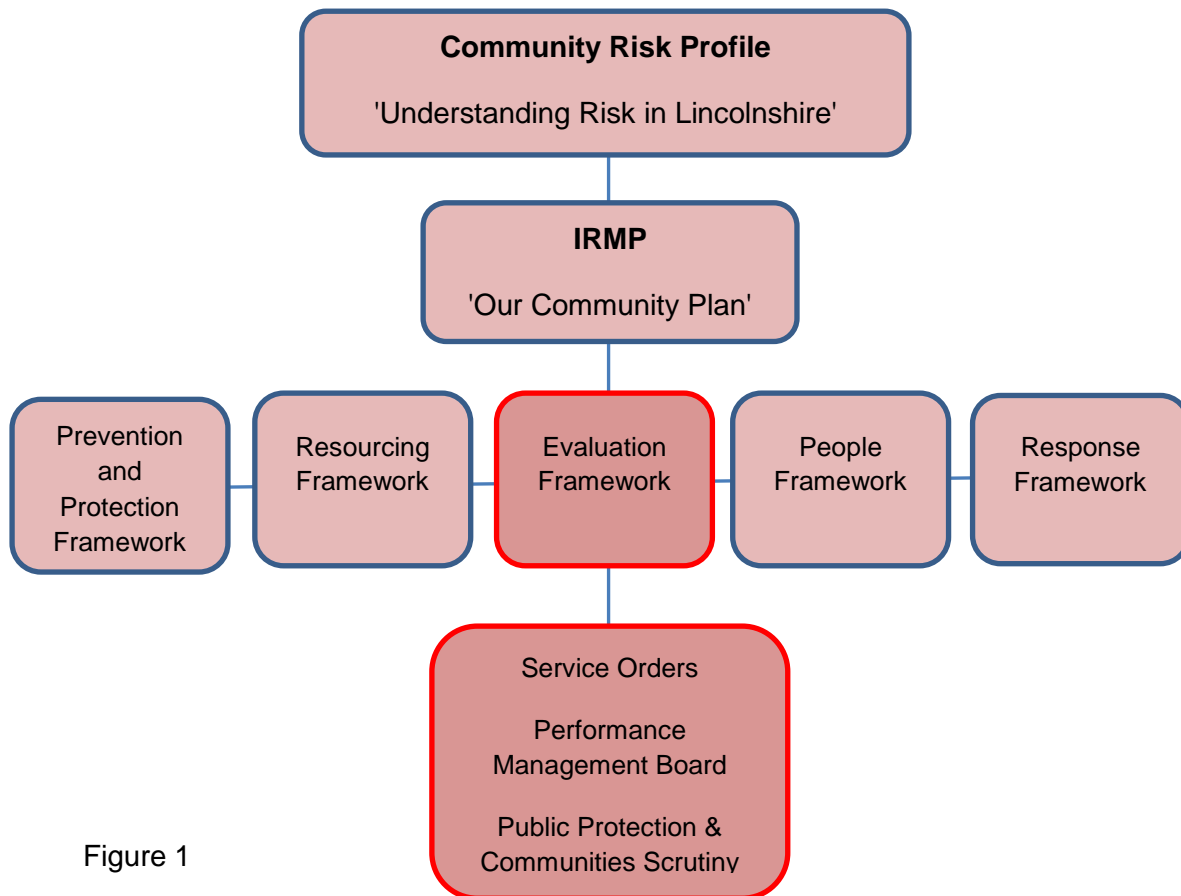 Community Risk Profile
'Understanding Risk in Lincolnshire'
IRMP
'Our Community Plan'
Prevention
and
Protection
Framework
Resourcing
Framework
Evaluation
Framework
People
Framework
Response
Framework
Service Orders
Performance
Management Board
Public Protection &
Communities Scrutiny
Figure 1